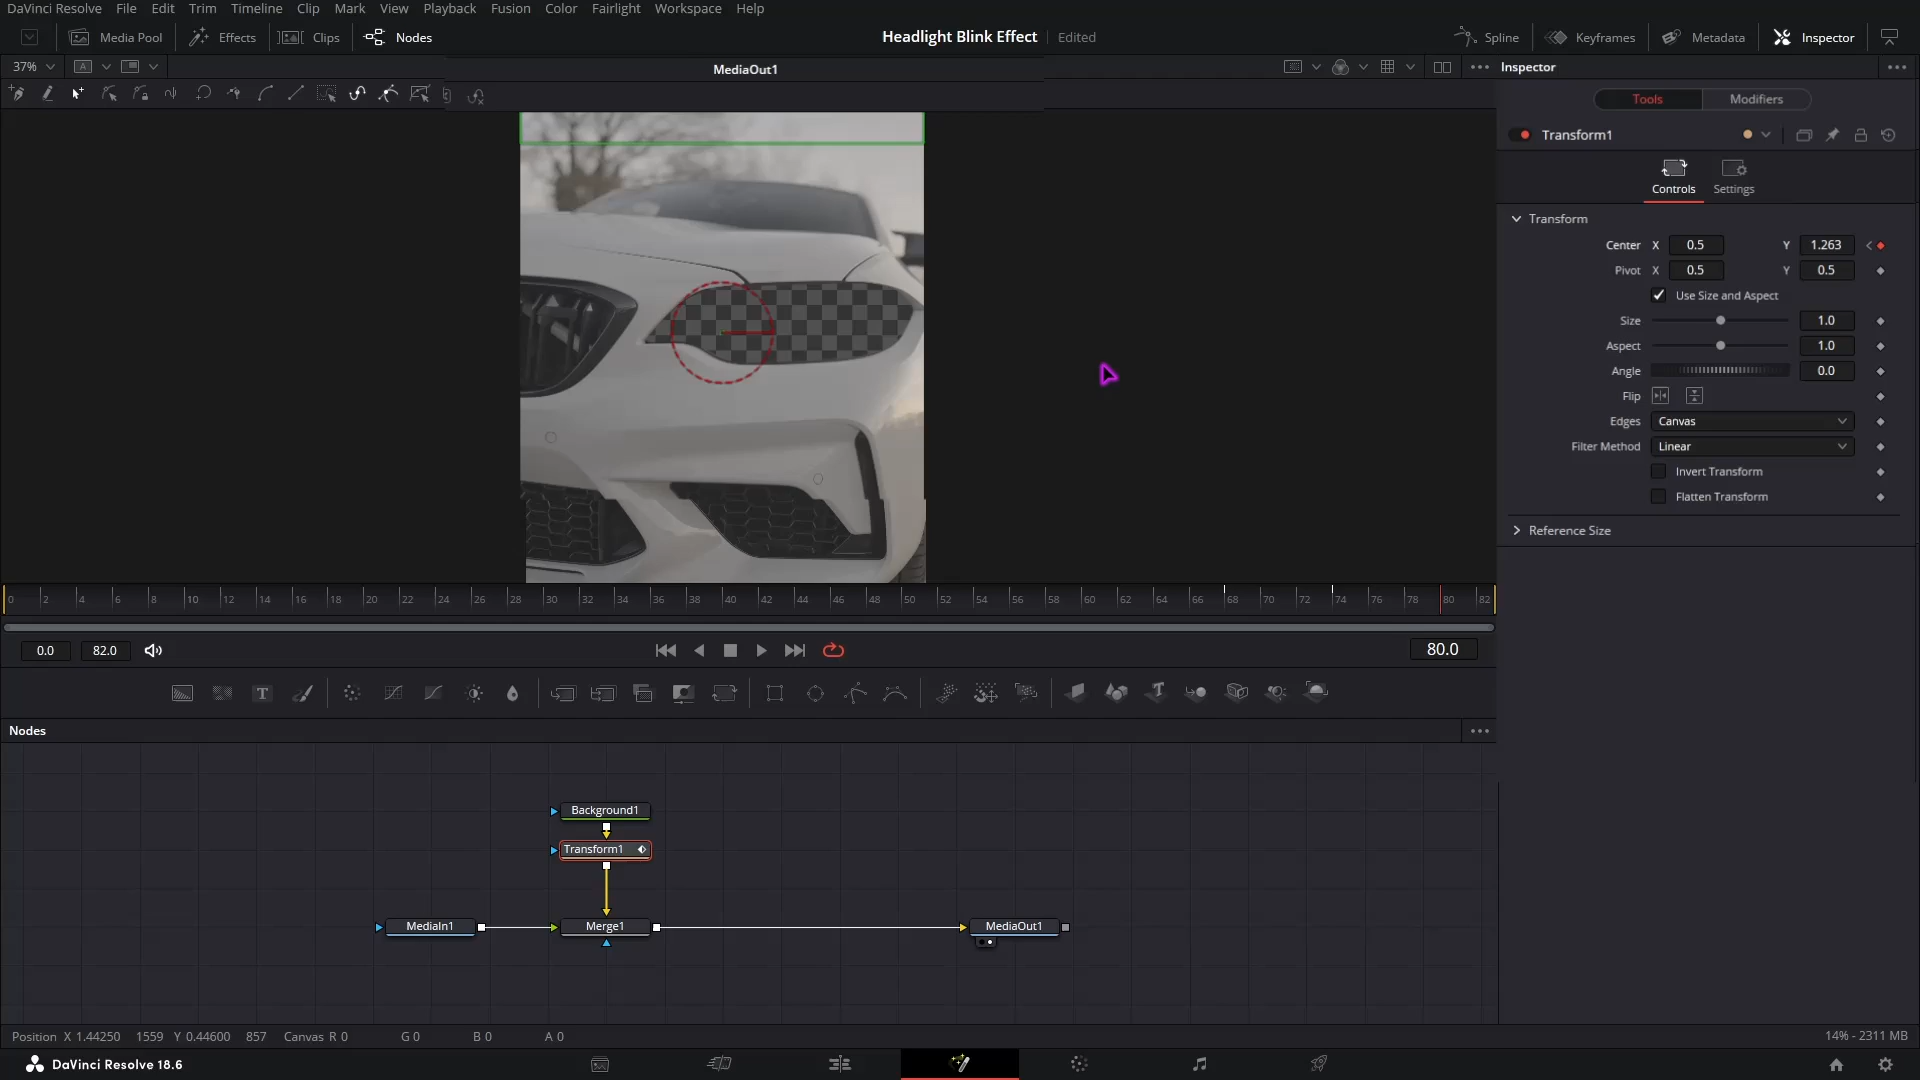 DaVinci Resolve File Edit Trim Timeline Clip Mark View Playback Fusion Color Fairlight Workspace Help
Media Pool Effects Clips Nodes Headlight Blink Effect Edited Spline Keyframes Metadata Inspector
37% A MediaOut1 Inspector
Tools Modifiers
Transform1
Controls Settings
Transform
Center X 0.5 Y 1.263
Pivot X 0.5 Y 0.5
Use Size and Aspect
Size 1.0
Aspect 1.0
Angle 0.0
Flip
Edges Canvas
Filter Method Linear
Invert Transform
Flatten Transform
Reference Size
0 2 4 6 8 10 12 14 16 18 20 22 24 26 28 30 32 34 36 38 40 42 44 46 48 50 52 54 56 58 60 62 64 66 68 70 72 74 76 78 80 82
0.0 82.0 80.0
T T
Nodes
Background1
Transform1
MediaIn1 Merge1 MediaOut1
Position X 1.44250 1559 Y 0.44600 857 Canvas R 0 G 0 B 0 A 0 14% - 2311 MB
DaVinci Resolve 18.6